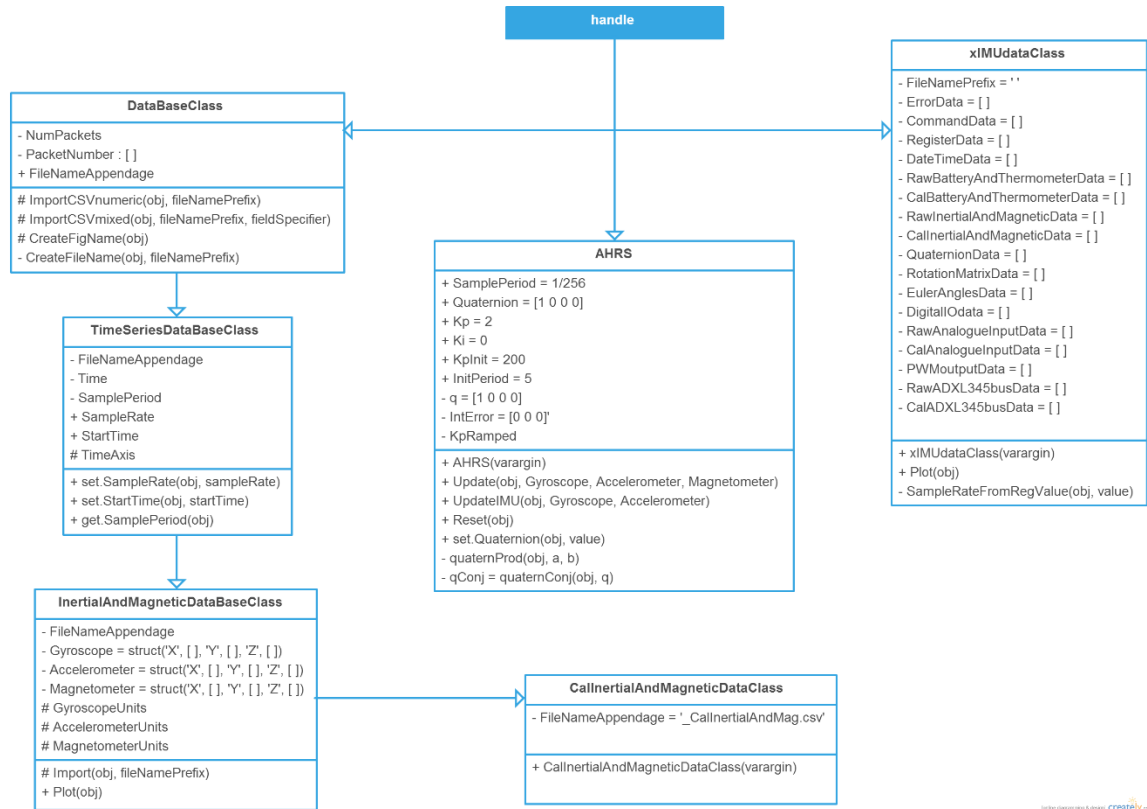 handle
DataBaseClass
- NumPackets
- PacketNumber : [ ]
+ FileNameAppendage
# ImportCSVnumeric(obj, fileNamePrefix)
# ImportCSVmixed(obj, fileNamePrefix, fieldSpecifier)
# CreateFigName(obj)
- CreateFileName(obj, fileNamePrefix)
TimeSeriesDataBaseClass
- FileNameAppendage
- Time
- SamplePeriod
+ SampleRate
+ StartTime
# TimeAxis
+ set.SampleRate(obj, sampleRate)
+ set.StartTime(obj, startTime)
+ get.SamplePeriod(obj)
InertialAndMagneticDataBaseClass
- FileNameAppendage
- Gyroscope = struct('X', [ ], 'Y', [ ], 'Z', [ ])
- Accelerometer = struct('X', [ ], 'Y', [ ], 'Z', [ ])
- Magnetometer = struct('X', [ ], 'Y', [ ], 'Z', [ ])
# GyroscopeUnits
# AccelerometerUnits
# MagnetometerUnits
# Import(obj, fileNamePrefix)
+ Plot(obj)
AHRS
+ SamplePeriod = 1/256
+ Quaternion = [1 0 0 0]
+ Kp = 2
+ Ki = 0
+ KpInit = 200
+ InitPeriod = 5
- q = [1 0 0 0]
- IntError = [0 0 0]'
- KpRamped
+ AHRS(varargin)
+ Update(obj, Gyroscope, Accelerometer, Magnetometer)
+ UpdateIMU(obj, Gyroscope, Accelerometer)
+ Reset(obj)
+ set.Quaternion(obj, value)
- quaternProd(obj, a, b)
- qConj = quaternConj(obj, q)
CalInertialAndMagneticDataClass
- FileNameAppendage = '_CalInertialAndMag.csv'
+ CalInertialAndMagneticDataClass(varargin)
xIMUdataClass
- FileNamePrefix = ' '
- ErrorData = [ ]
- CommandData = [ ]
- RegisterData = [ ]
- DateTimeData = [ ]
- RawBatteryAndThermometerData = [ ]
- CalBatteryAndThermometerData = [ ]
- RawInertialAndMagneticData = [ ]
- CalInertialAndMagneticData = [ ]
- QuaternionData = [ ]
- RotationMatrixData = [ ]
- EulerAnglesData = [ ]
- DigitalIOdata = [ ]
- RawAnalogueInputData = [ ]
- CalAnalogueInputData = [ ]
- PWMoutputData = [ ]
- RawADXL345busData = [ ]
- CalADXL345busData = [ ]
+ xIMUdataClass(varargin)
+ Plot(obj)
- SampleRateFromRegValue(obj, value)
creately